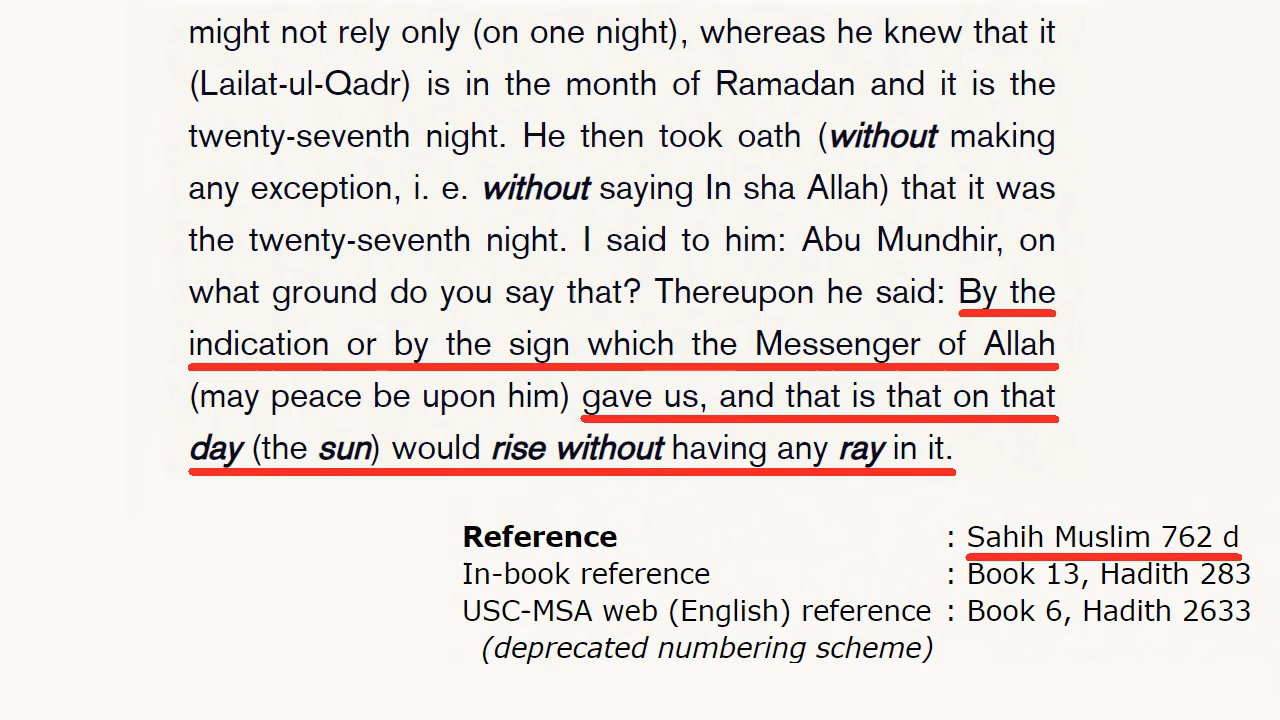 might not rely only (on one night), whereas he knew that it
(Lailat-ul-Qadr) is in the month of Ramadan and it is the
twenty-seventh night. He then took oath (without making
any exception, i. e. without saying In sha Allah) that it was
the twenty-seventh night. I said to him: Abu Mundhir, on
what ground do you say that? Thereupon he said: By the
indication or by the sign which the Messenger of Allah
(may peace be upon him) gave us, and that is that on that
day (the sun) would rise without having any ray in it.
Reference : Sahih Muslim 762 d
In-book reference : Book 13, Hadith 283
USC-MSA web (English) reference : Book 6, Hadith 2633
(deprecated numbering scheme)